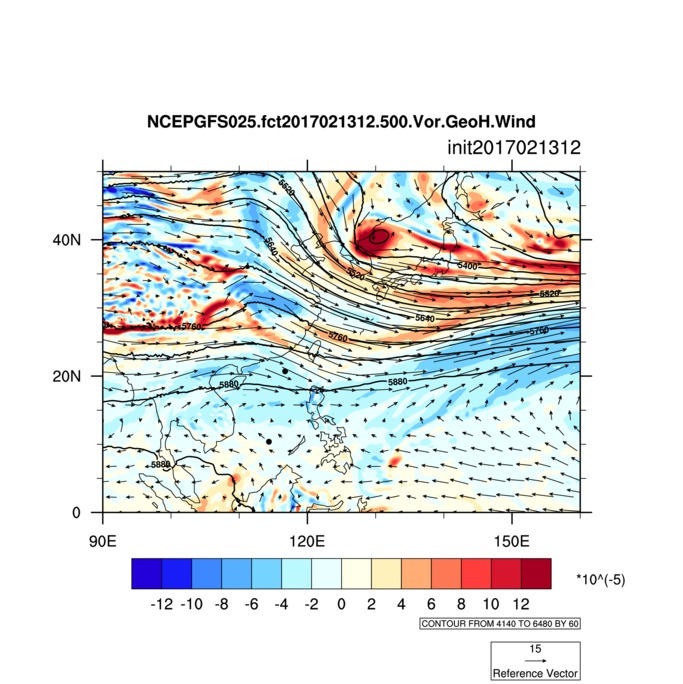 NCEPGFS025.fct2017021312.500.Vor.GeoH.Wind
init2017021312
5520
40N
5640
5520
5400
5520
5640
5760
5760
5760
20N
5880
5880
5880
0
90E 120E 150E
-12 -10 -8 -6 -4 -2 0 2 4 6 8 10 12
*10^(-5)
CONTOUR FROM 4140 TO 6480 BY 60
15
Reference Vector